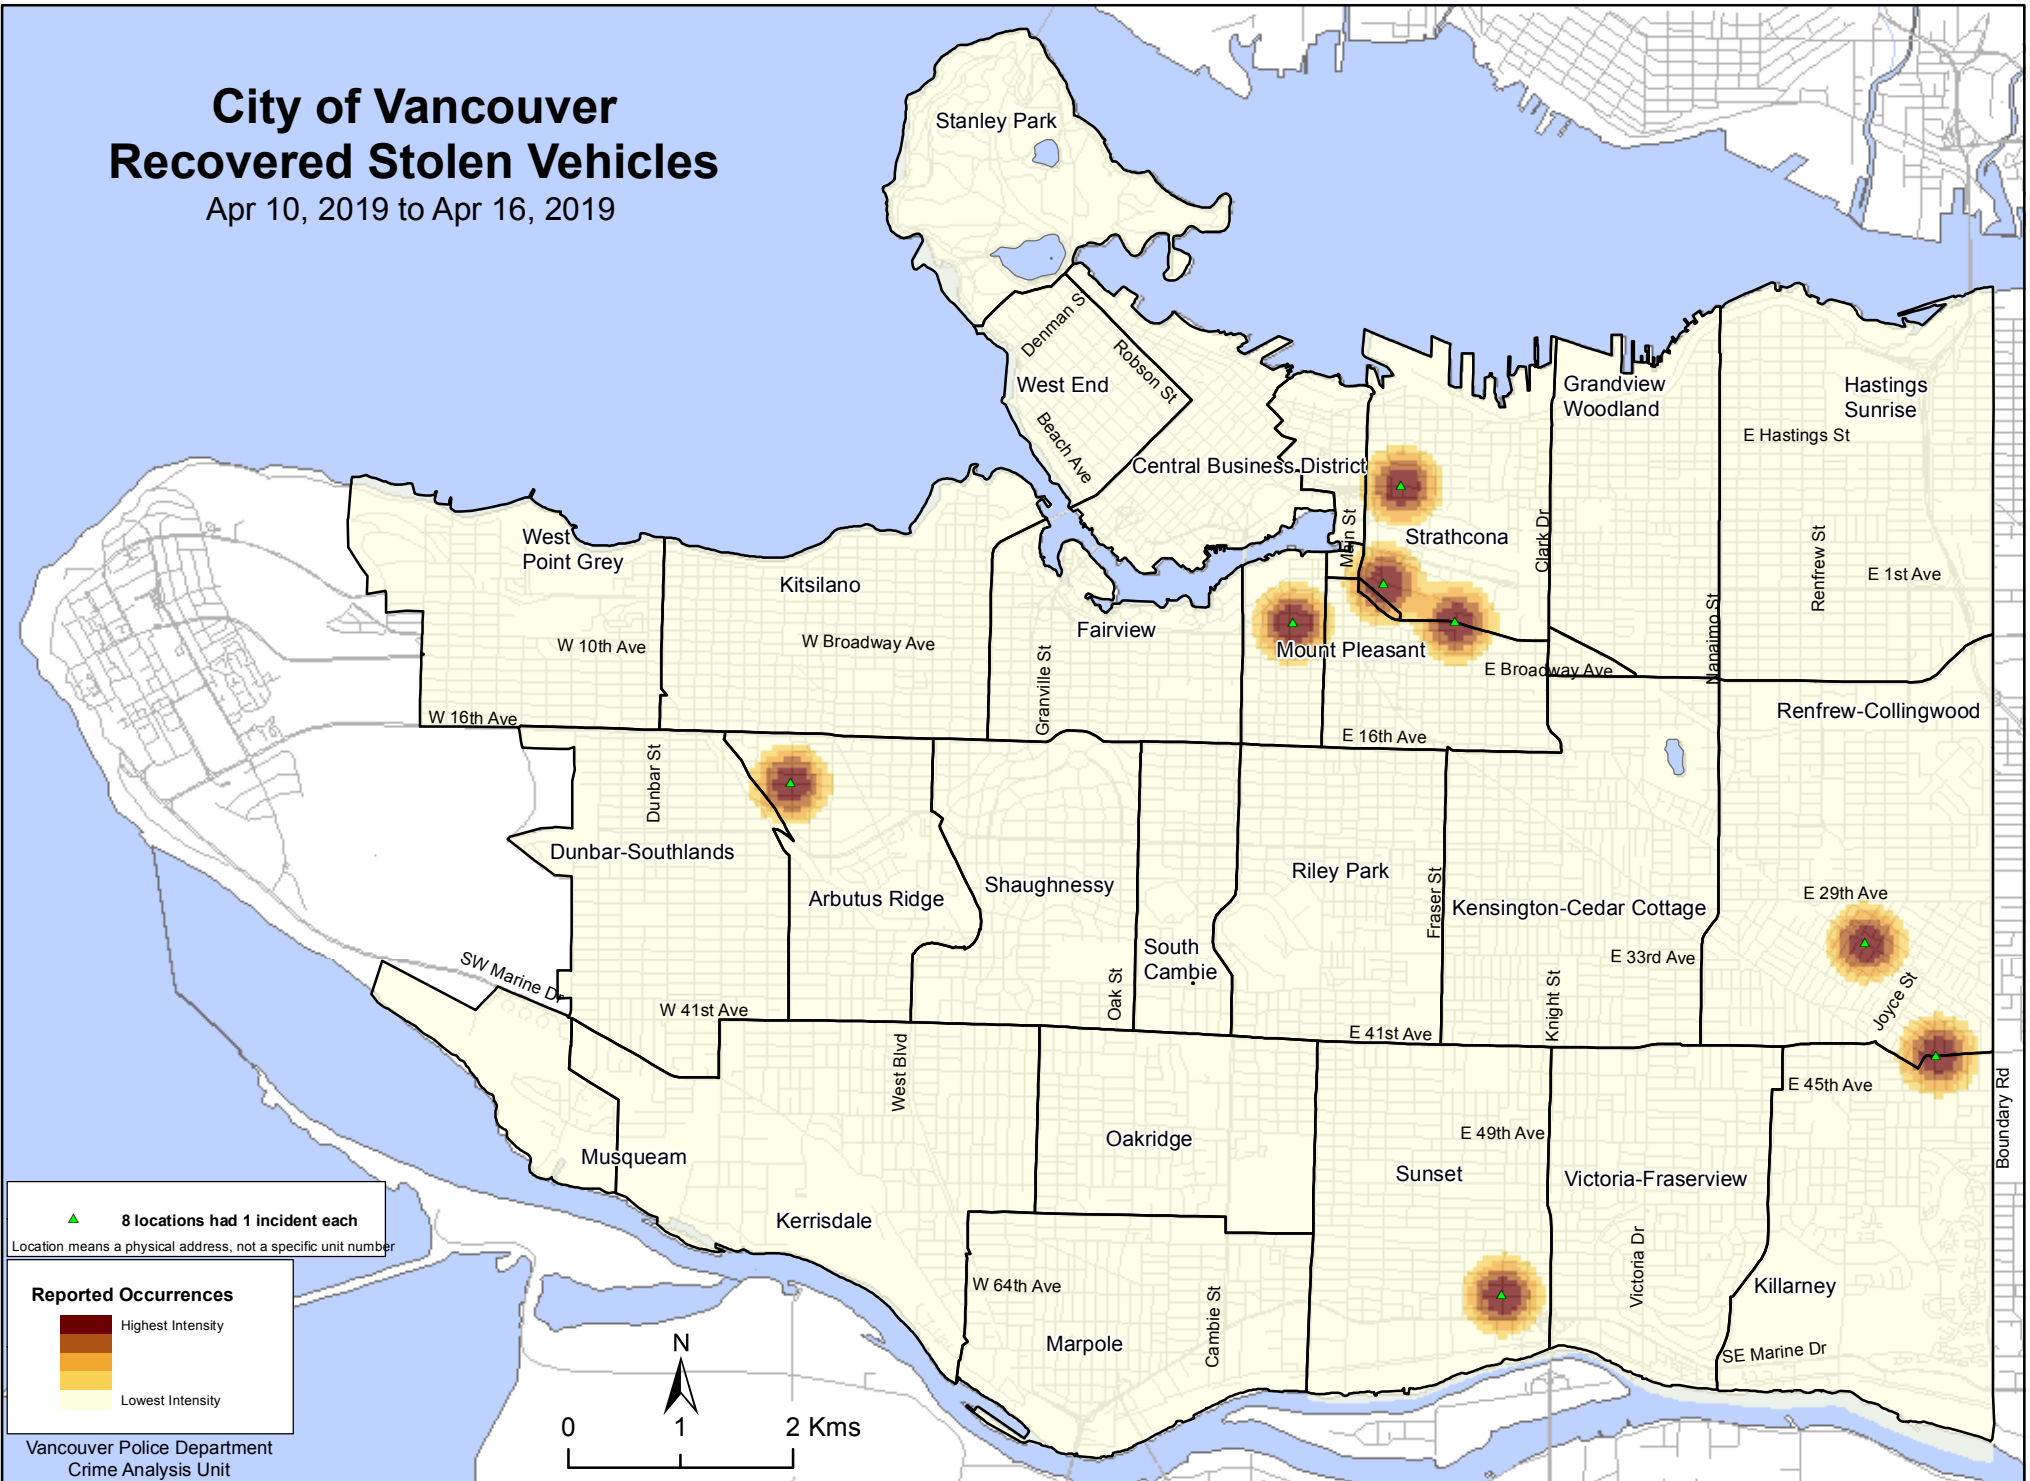 City of Vancouver
Recovered Stolen Vehicles
Apr 10, 2019 to Apr 16, 2019
Stanley Park
Denman S
Robson St
West End
Beach Ave
Central Business District
Grandview
Woodland
Hastings
Sunrise
E Hastings St
Main St
Strathcona
Clark Dr
Nanaimo St
Renfrew St
E 1st Ave
West
Point Grey
Kitsilano
W 10th Ave
W Broadway Ave
Fairview
Granville St
Mount Pleasant
E Broadway Ave
W 16th Ave
E 16th Ave
Renfrew-Collingwood
Dunbar St
Dunbar-Southlands
Arbutus Ridge
Shaughnessy
Riley Park
Fraser St
Kensington-Cedar Cottage
E 29th Ave
South
Cambie
E 33rd Ave
SW Marine Dr
W 41st Ave
Oak St
E 41st Ave
Knight St
Joyce St
West Blvd
E 45th Ave
Boundary Rd
Musqueam
Oakridge
E 49th Ave
Sunset
Victoria-Fraserview
Kerrisdale
Victoria Dr
W 64th Ave
Killarney
Marpole
Cambie St
SE Marine Dr
8 locations had 1 incident each
Location means a physical address, not a specific unit number
Reported Occurrences
Highest Intensity
Lowest Intensity
N
0 1 2 Kms
Vancouver Police Department
Crime Analysis Unit